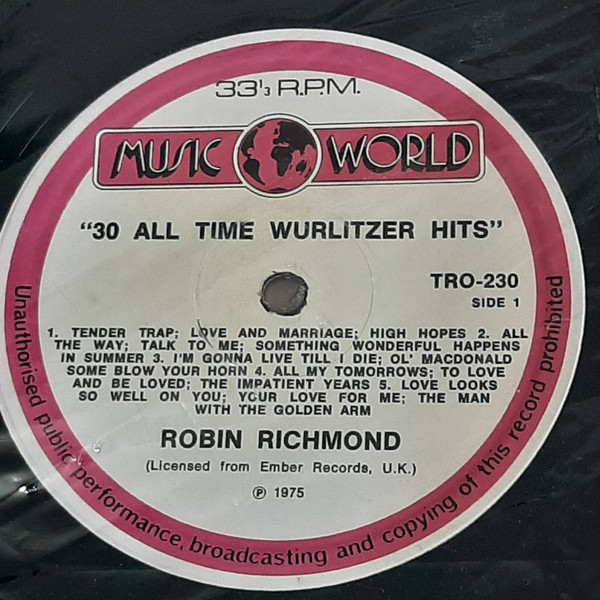 33⅓ R.P.M.
MUSIC WORLD
"30 ALL TIME WURLITZER HITS"
TRO-230
SIDE 1
1. TENDER TRAP; LOVE AND MARRIAGE; HIGH HOPES 2. ALL
THE WAY; TALK TO ME; SOMETHING WONDERFUL HAPPENS
IN SUMMER 3. I'M GONNA LIVE TILL I DIE; OL' MACDONALD
SOME BLOW YOUR HORN 4. ALL MY TOMORROWS; TO LOVE
AND BE LOVED; THE IMPATIENT YEARS 5. LOVE LOOKS
SO WELL ON YOU; YOUR LOVE FOR ME; THE MAN
WITH THE GOLDEN ARM
ROBIN RICHMOND
(Licensed from Ember Records, U.K.)
℗ 1975
Unauthorised public performance, broadcasting and copying of this record prohibited